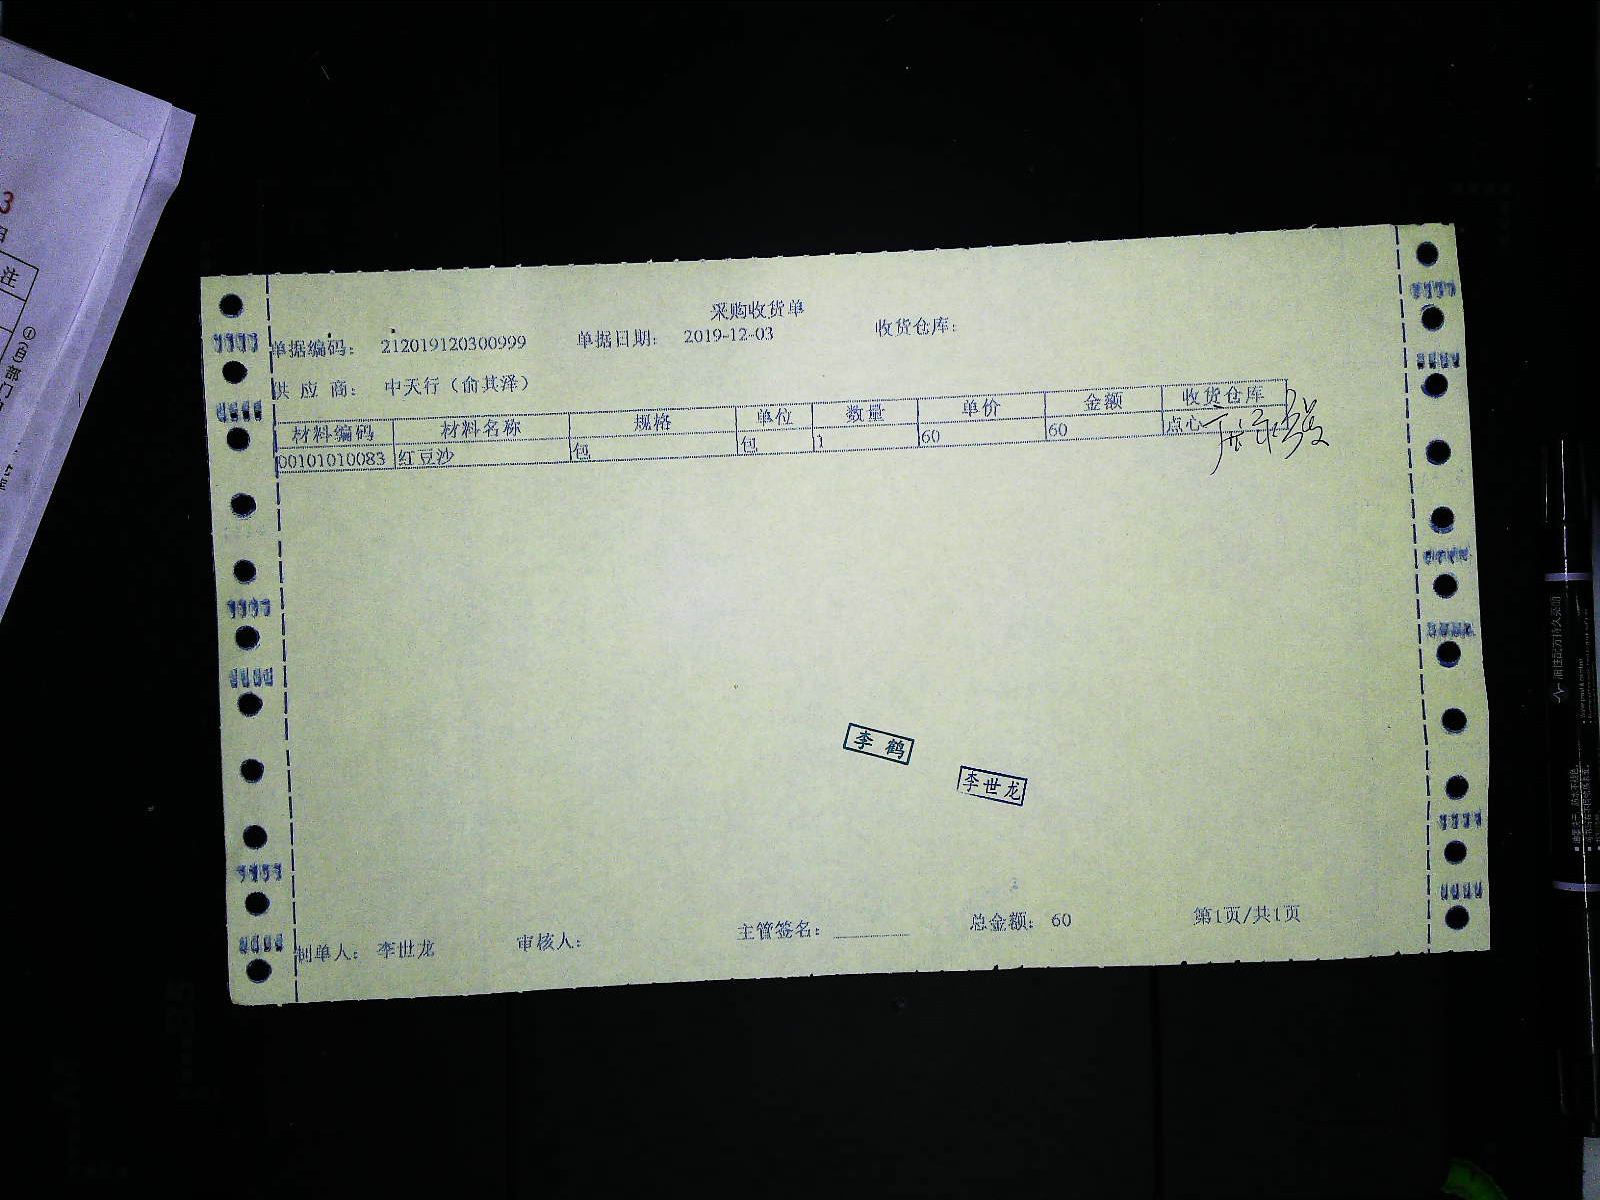 采购收货单
单据编码： 212019120300999 单据日期： 2019-12-03 收货仓库：
供 应 商： 中天行（俞其泽）
材料编码 材料名称 规格 单位 数量 单价 金额 收货仓库
00101010083 红豆沙 包 包 1 60 60 点心
李 鹤
李世龙
制单人： 李世龙 审核人： 主管签名： 总金额： 60 第1页/共1页
3
日
注